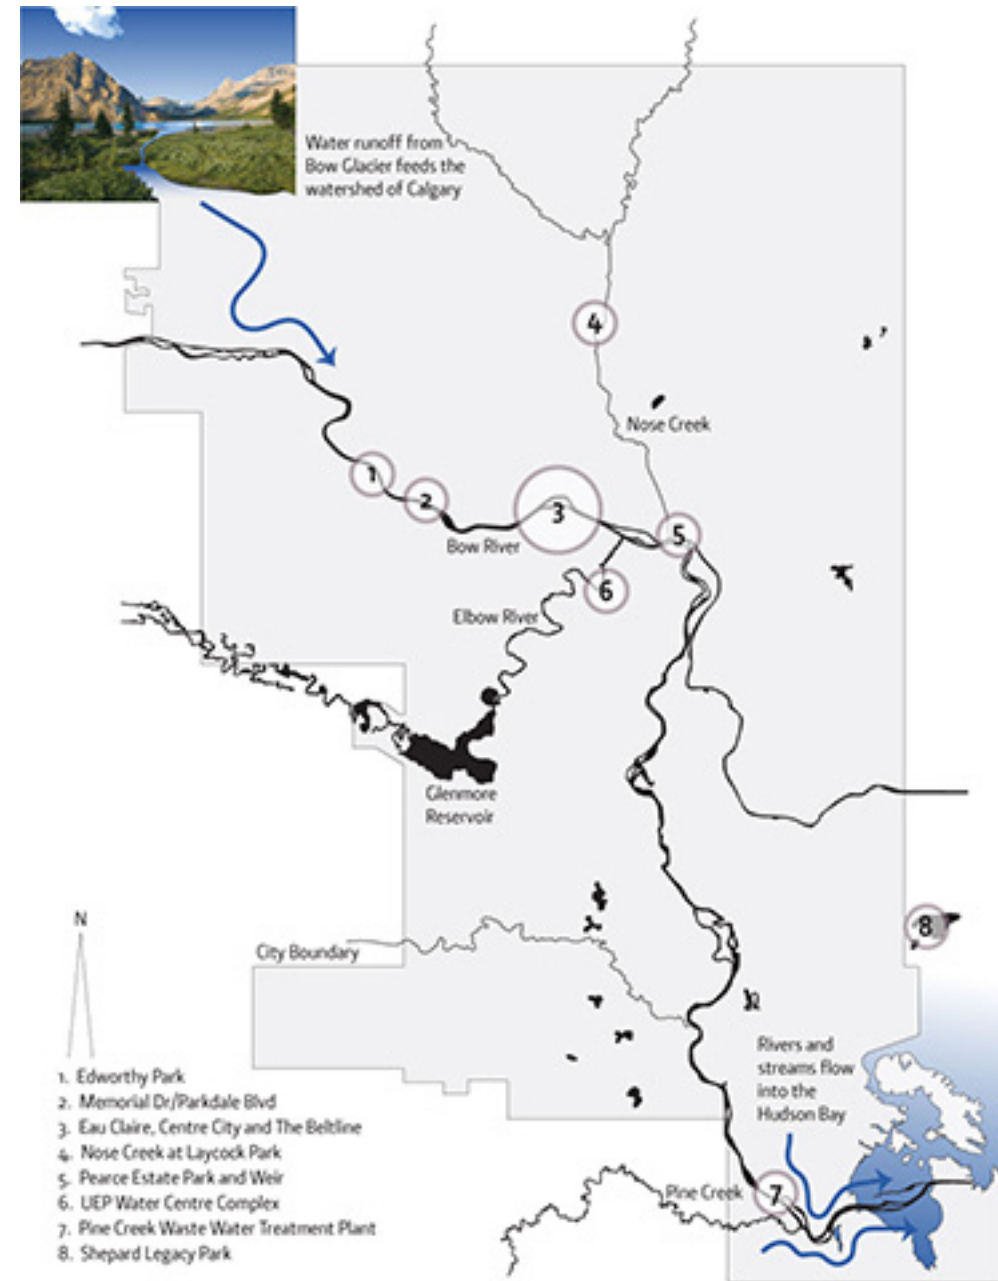 Water runoff from
Bow Glacier feeds the
watershed of Calgary
4
Nose Creek
1
2
3
5
Bow River
6
Elbow River
Glenmore
Reservoir
N
8
City Boundary
Rivers and
streams flow
into the
Hudson Bay
1. Edworthy Park
2. Memorial Dr/Parkdale Blvd
3. Eau Claire, Centre City and The Beltline
4. Nose Creek at Laycock Park
5. Pearce Estate Park and Weir
6. UEP Water Centre Complex
7. Pine Creek Waste Water Treatment Plant
8. Shepard Legacy Park
Pine Creek
7